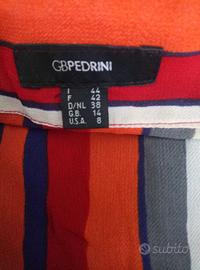 GBPEDRINI
I 44
F 42
D/NL 38
G.B. 14
U.S.A. 8
subito